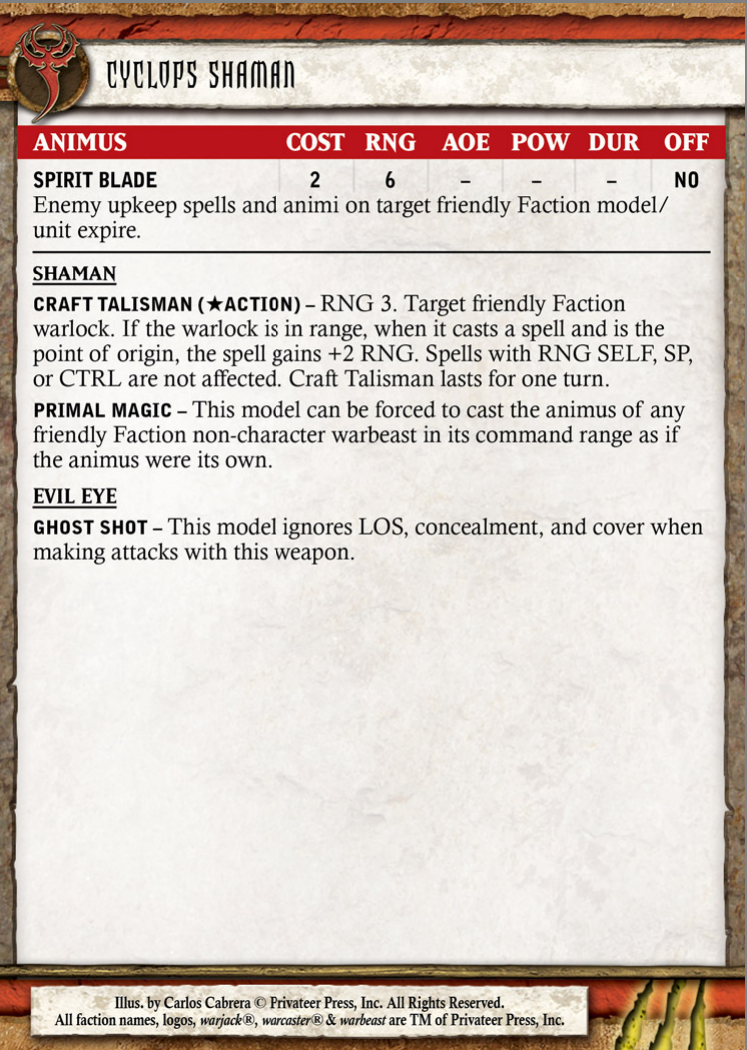 CYCLOPS SHAMAN
ANIMUS COST RNG AOE POW DUR OFF
SPIRIT BLADE 2 6 – – – NO
Enemy upkeep spells and animi on target friendly Faction model/
unit expire.
SHAMAN
CRAFT TALISMAN (★ACTION) – RNG 3. Target friendly Faction
warlock. If the warlock is in range, when it casts a spell and is the
point of origin, the spell gains +2 RNG. Spells with RNG SELF, SP,
or CTRL are not affected. Craft Talisman lasts for one turn.
PRIMAL MAGIC – This model can be forced to cast the animus of any
friendly Faction non-character warbeast in its command range as if
the animus were its own.
EVIL EYE
GHOST SHOT – This model ignores LOS, concealment, and cover when
making attacks with this weapon.
Illus. by Carlos Cabrera © Privateer Press, Inc. All Rights Reserved.
All faction names, logos, warjack®, warcaster® & warbeast are TM of Privateer Press, Inc.